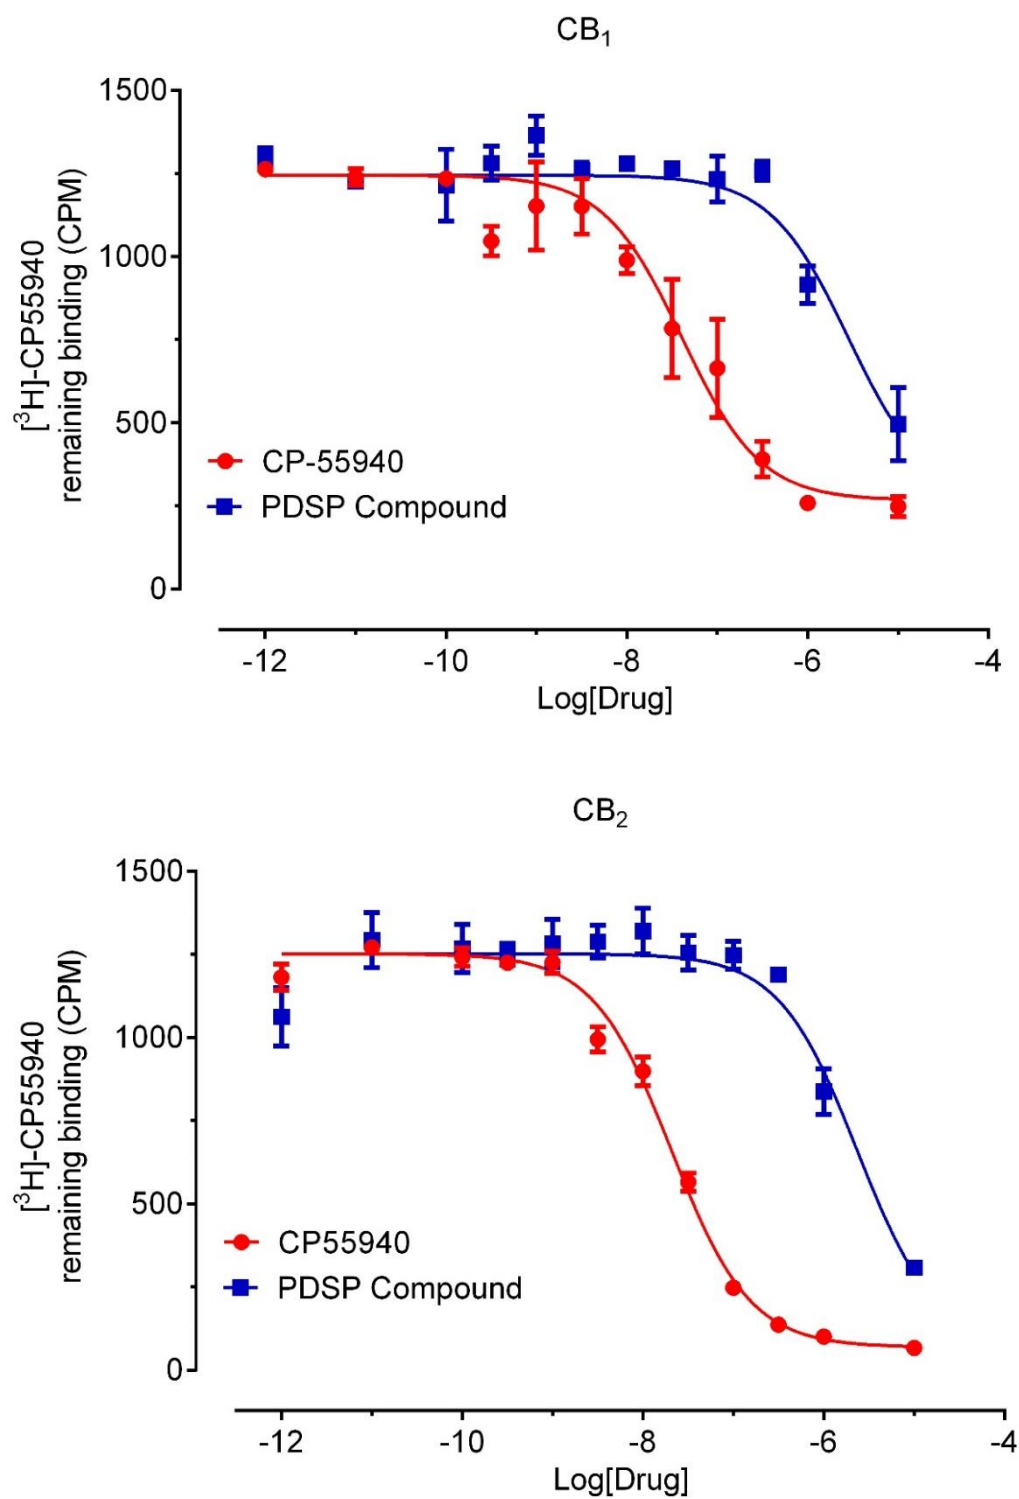 CB₁
1500
1000
500
0
[³H]-CP55940
remaining binding (CPM)
CP-55940
PDSP Compound
-12 -10 -8 -6 -4
Log[Drug]
CB₂
1500
1000
500
0
[³H]-CP55940
remaining binding (CPM)
CP55940
PDSP Compound
-12 -10 -8 -6 -4
Log[Drug]